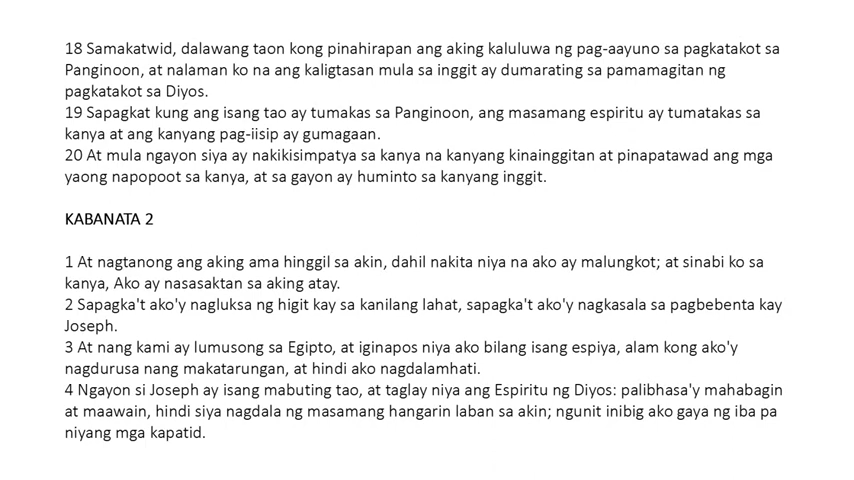 18 Samakatwid, dalawang taon kong pinahirapan ang aking kaluluwa ng pag-aayuno sa pagkatakot sa
Panginoon, at nalaman ko na ang kaligtasan mula sa inggit ay dumarating sa pamamagitan ng
pagkatakot sa Diyos.
19 Sapagkat kung ang isang tao ay tumakas sa Panginoon, ang masamang espiritu ay tumatakas sa
kanya at ang kanyang pag-iisip ay gumagaan.
20 At mula ngayon siya ay nakikisimpatya sa kanya na kanyang kinainggitan at pinapatawad ang mga
yaong napopoot sa kanya, at sa gayon ay huminto sa kanyang inggit.
KABANATA 2
1 At nagtanong ang aking ama hinggil sa akin, dahil nakita niya na ako ay malungkot; at sinabi ko sa
kanya, Ako ay nasasaktan sa aking atay.
2 Sapagka't ako'y nagluksa ng higit kay sa kanilang lahat, sapagka't ako'y nagkasala sa pagbebenta kay
Joseph.
3 At nang kami ay lumusong sa Egipto, at iginapos niya ako bilang isang espiya, alam kong ako'y
nagdurusa nang makatarungan, at hindi ako nagdalamhati.
4 Ngayon si Joseph ay isang mabuting tao, at taglay niya ang Espiritu ng Diyos: palibhasa'y mahabagin
at maawain, hindi siya nagdala ng masamang hangarin laban sa akin; ngunit inibig ako gaya ng iba pa
niyang mga kapatid.